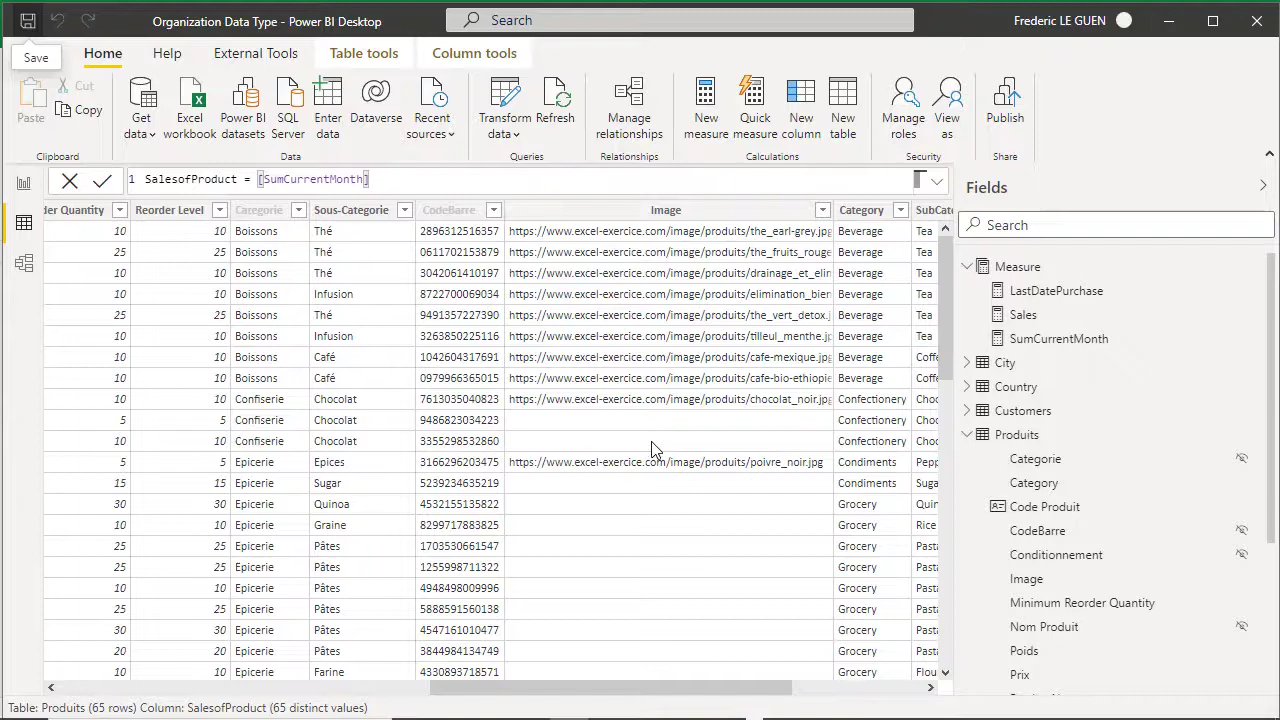 Organization Data Type - Power BI Desktop
Search
Frederic LE GUEN
Save
Home
Help
External Tools
Table tools
Column tools
Paste
Cut
Copy
Get data
Excel workbook
Power BI datasets
SQL Server
Enter data
Dataverse
Recent sources
Transform data
Refresh
Manage relationships
New measure
Quick measure
New column
New table
Manage roles
View as
Publish
Clipboard
Data
Queries
Relationships
Calculations
Security
Share
1 SalesofProduct = [SumCurrentMonth]
der Quantity Reorder Level Categorie Sous-Categorie CodeBarre Image Category SubCat
10 10 Boissons Thé 2896312516357 https://www.excel-exercice.com/image/produits/the_earl-grey.jpg Beverage Tea
25 25 Boissons Thé 0611702153879 https://www.excel-exercice.com/image/produits/the_fruits_rouge Beverage Tea
10 10 Boissons Thé 3042061410197 https://www.excel-exercice.com/image/produits/drainage_et_elin Beverage Tea
10 10 Boissons Infusion 8722700069034 https://www.excel-exercice.com/image/produits/elimination_bien Beverage Tea
25 25 Boissons Thé 9491357227390 https://www.excel-exercice.com/image/produits/the_vert_detox.j Beverage Tea
10 10 Boissons Infusion 3263850225116 https://www.excel-exercice.com/image/produits/tilleul_menthe.jp Beverage Tea
10 10 Boissons Café 1042604317691 https://www.excel-exercice.com/image/produits/cafe-mexique.jpg Beverage Coffe
10 10 Boissons Café 0979966365015 https://www.excel-exercice.com/image/produits/cafe-bio-ethiopie Beverage Coffe
10 10 Confiserie Chocolat 7613035040823 https://www.excel-exercice.com/image/produits/chocolat_noir.jpg Confectionery Choc
5 5 Confiserie Chocolat 9486823034223 Confectionery Choc
10 10 Confiserie Chocolat 3355298532860 Confectionery Choc
5 5 Epicerie Epices 3166296203475 https://www.excel-exercice.com/image/produits/poivre_noir.jpg Condiments Pepp
15 15 Epicerie Sugar 5239234635219 Condiments Suga
30 30 Epicerie Quinoa 4532155135822 Grocery Quin
10 10 Epicerie Graine 8299717883825 Grocery Rice
25 25 Epicerie Pâtes 1703530661547 Grocery Pasta
25 25 Epicerie Pâtes 1255998711322 Grocery Pasta
10 10 Epicerie Pâtes 4948498009996 Grocery Pasta
25 25 Epicerie Pâtes 5888591560138 Grocery Pasta
30 30 Epicerie Pâtes 4547161010477 Grocery Pasta
20 20 Epicerie Pâtes 3844984134749 Grocery Pasta
10 10 Epicerie Farine 4330893718571 Grocery Flou
Fields
Search
Measure
LastDatePurchase
Sales
SumCurrentMonth
City
Country
Customers
Produits
Categorie
Category
Code Produit
CodeBarre
Conditionnement
Image
Minimum Reorder Quantity
Nom Produit
Poids
Prix
Table: Produits (65 rows) Column: SalesofProduct (65 distinct values)